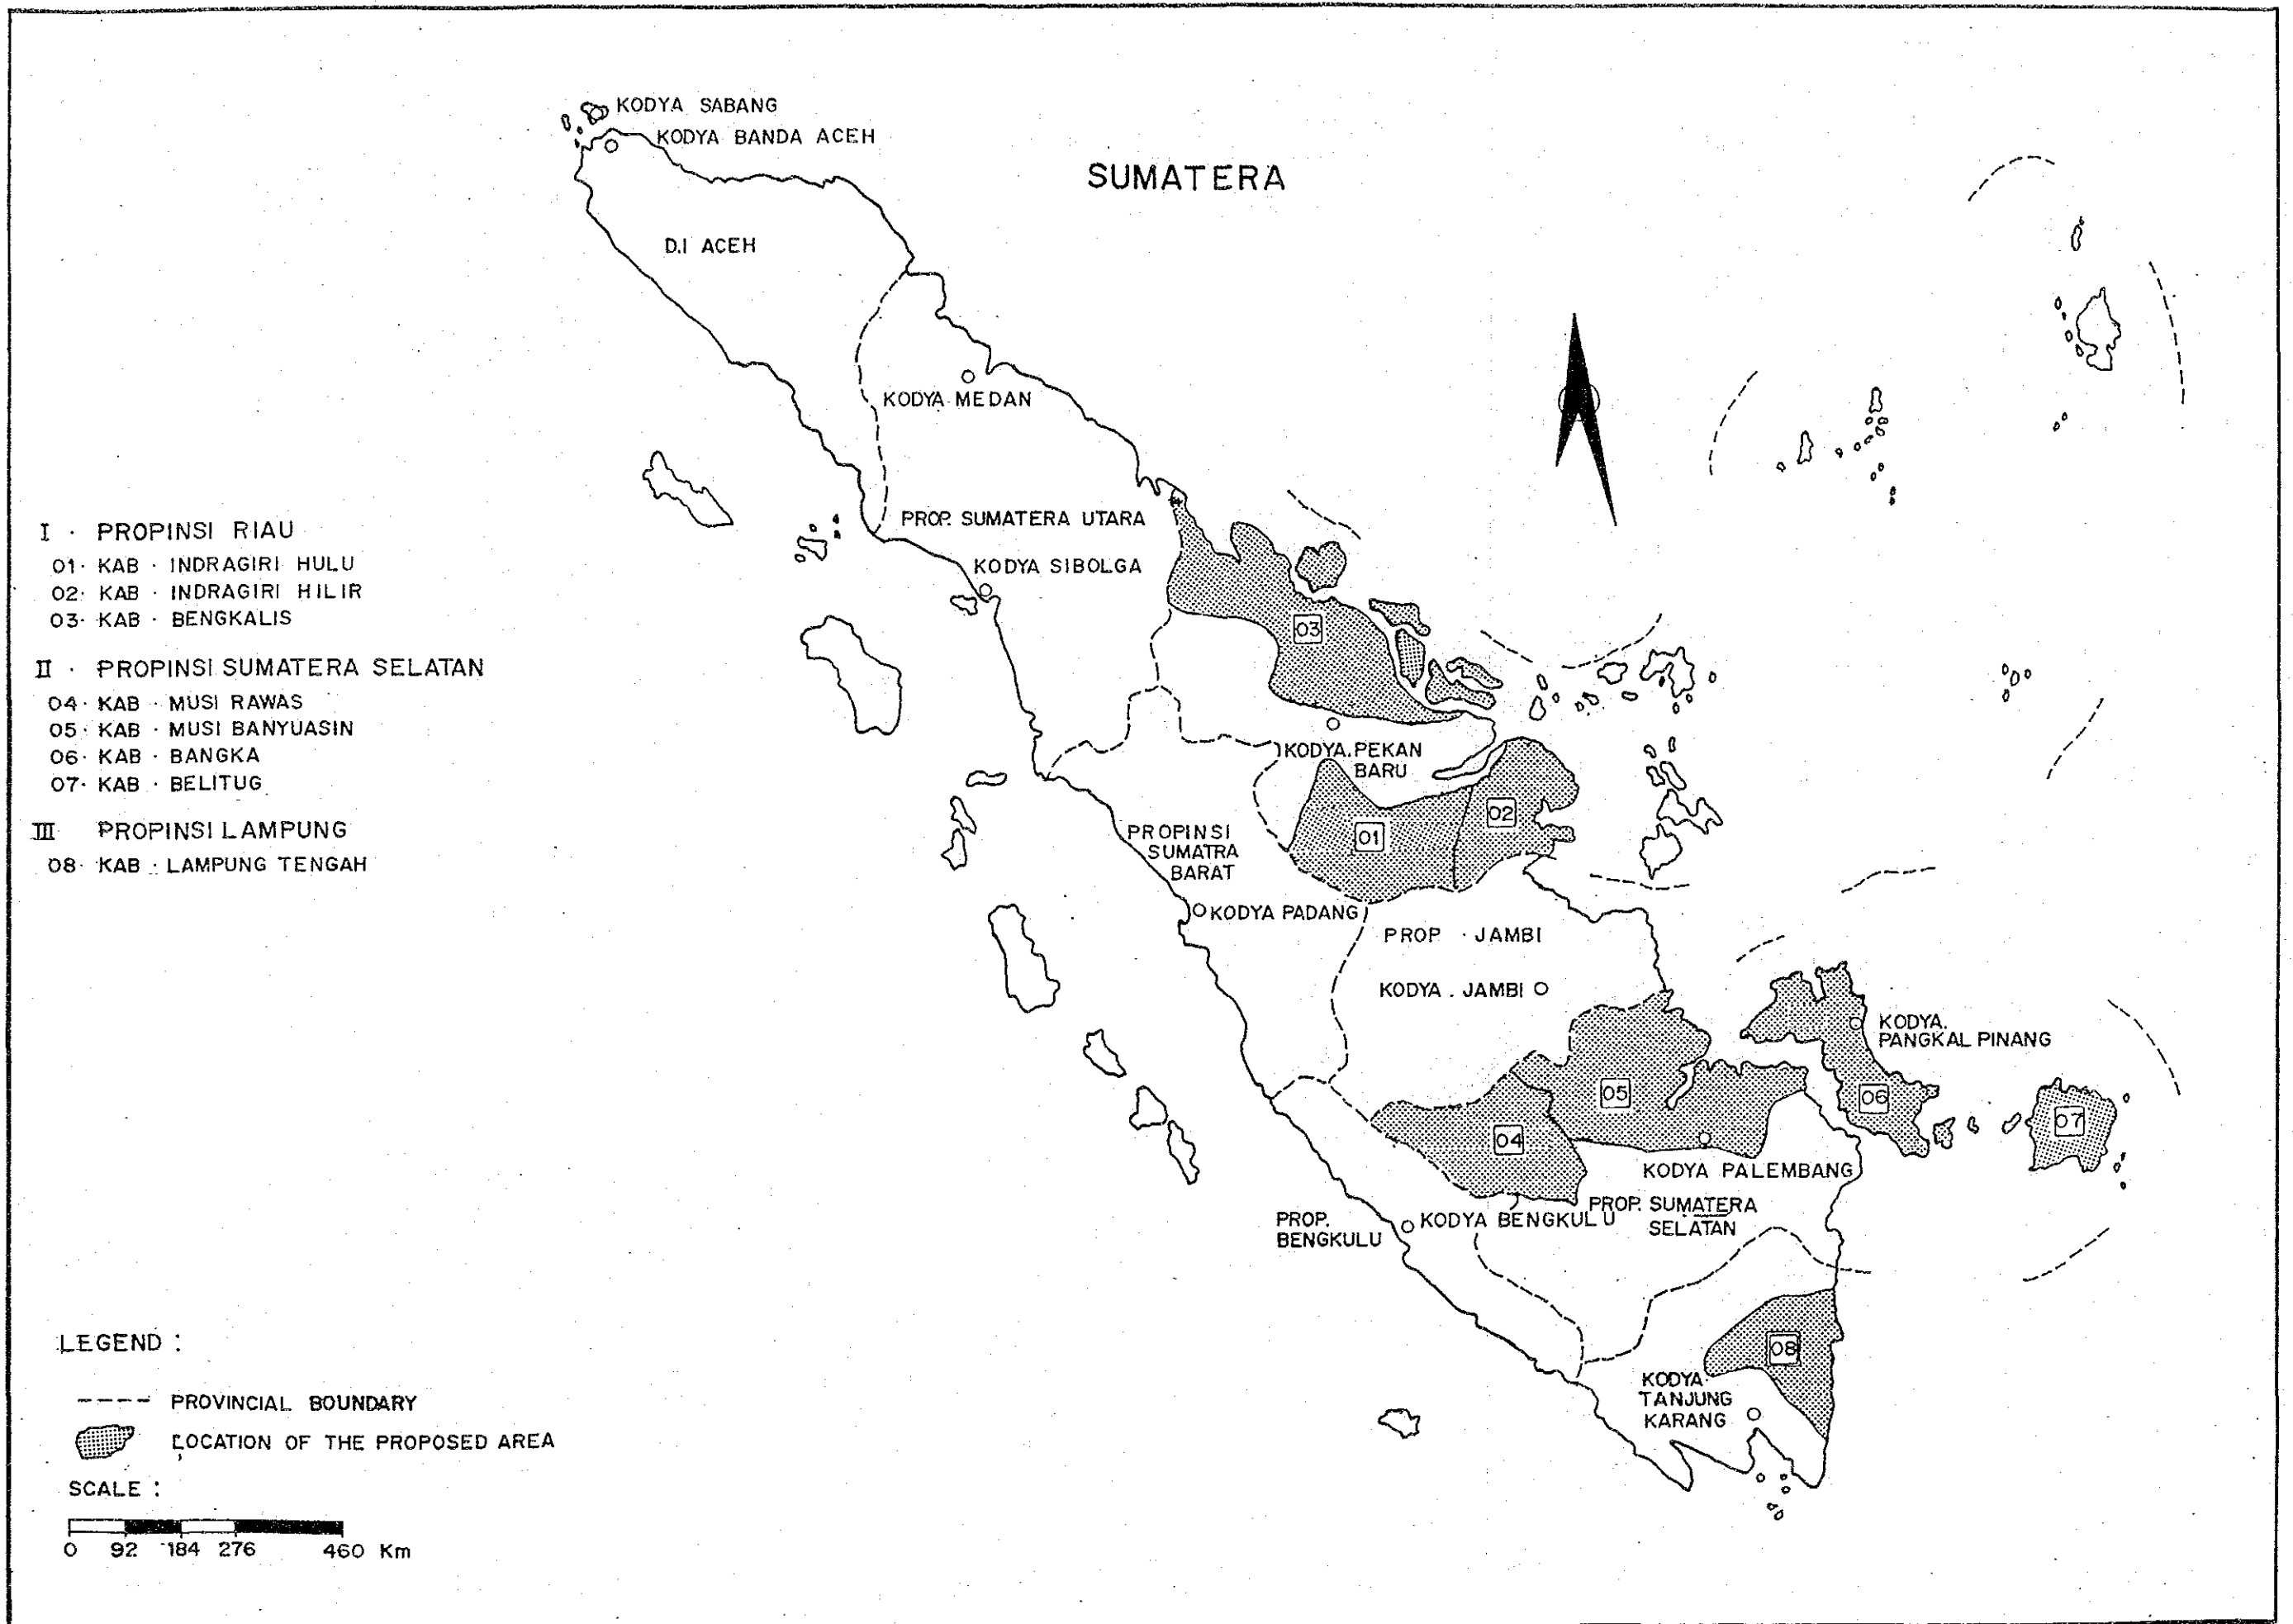 SUMATERA
KODYA SABANG
KODYA BANDA ACEH
D.I ACEH
KODYA MEDAN
PROP. SUMATERA UTARA
KODYA SIBOLGA
I · PROPINSI RIAU
01· KAB · INDRAGIRI HULU
02· KAB · INDRAGIRI HILIR
03· KAB · BENGKALIS
II · PROPINSI SUMATERA SELATAN
04· KAB · MUSI RAWAS
05· KAB · MUSI BANYUASIN
06· KAB · BANGKA
07· KAB · BELITUG
III PROPINSI LAMPUNG
08· KAB · LAMPUNG TENGAH
03
KODYA. PEKAN
BARU
02
01
PROPINSI
SUMATRA
BARAT
KODYA PADANG
PROP · JAMBI
KODYA . JAMBI
KODYA.
PANGKAL PINANG
05
06
07
04
KODYA PALEMBANG
PROP. SUMATERA
SELATAN
PROP.
BENGKULU
KODYA BENGKULU
08
KODYA
TANJUNG
KARANG
LEGEND :
PROVINCIAL BOUNDARY
LOCATION OF THE PROPOSED AREA
SCALE :
0 92 184 276 460 Km